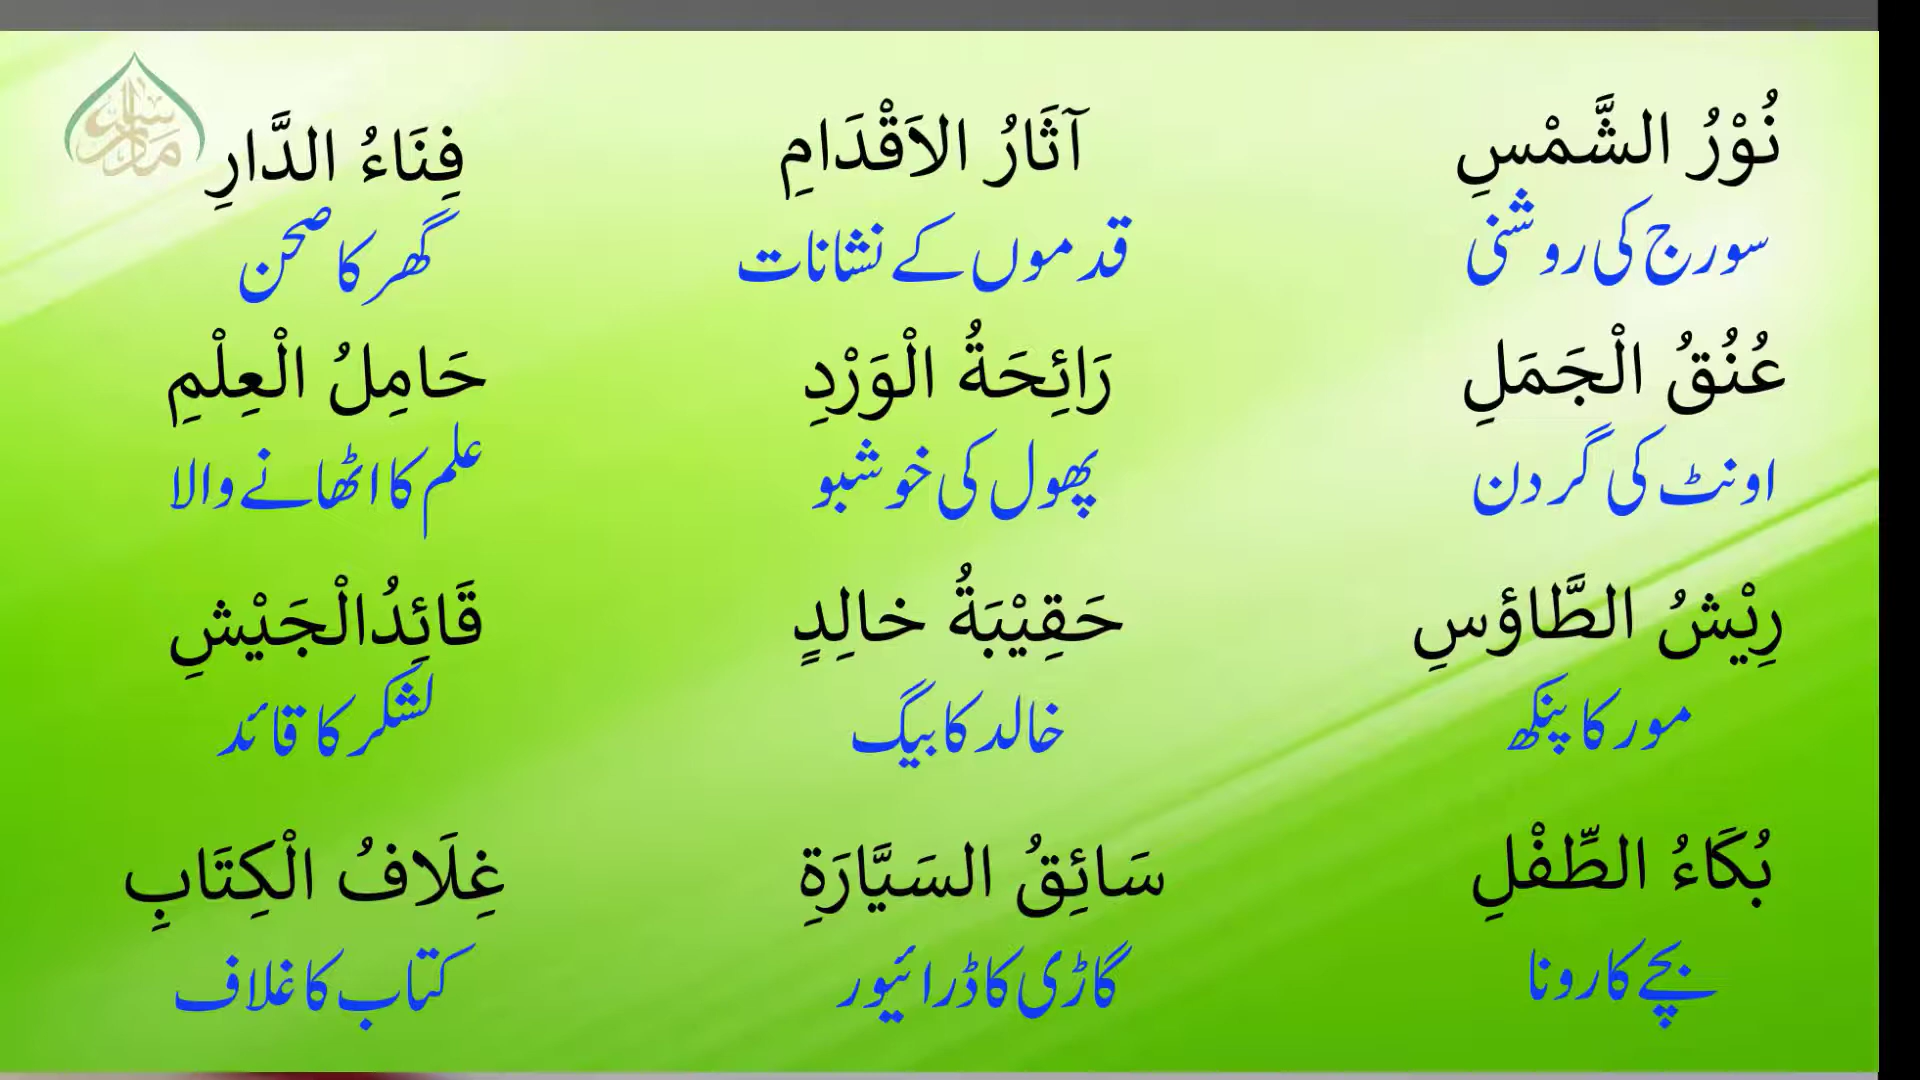 نُوْرُ الشَّمْسِ آثَارُ الاَقْدَامِ فِنَاءُ الدَّارِ
سورج کی روشنی قدموں کے نشانات گھر کا صحن
عُنُقُ الْجَمَلِ رَائِحَةُ الْوَرْدِ حَامِلُ الْعِلْمِ
اونٹ کی گردن پھول کی خوشبو علم کا اٹھانے والا
رِيْشُ الطَّاؤسِ حَقِيْبَةُ خالِدٍ قَائِدُالْجَيْشِ
مور کا پنکھ خالد کا بیگ لشکر کا قائد
بُكَاءُ الطِّفْلِ سَائِقُ السَيَّارَةِ غِلَافُ الْكِتَابِ
بچے کا رونا گاڑی کا ڈرائیور کتاب کا غلاف